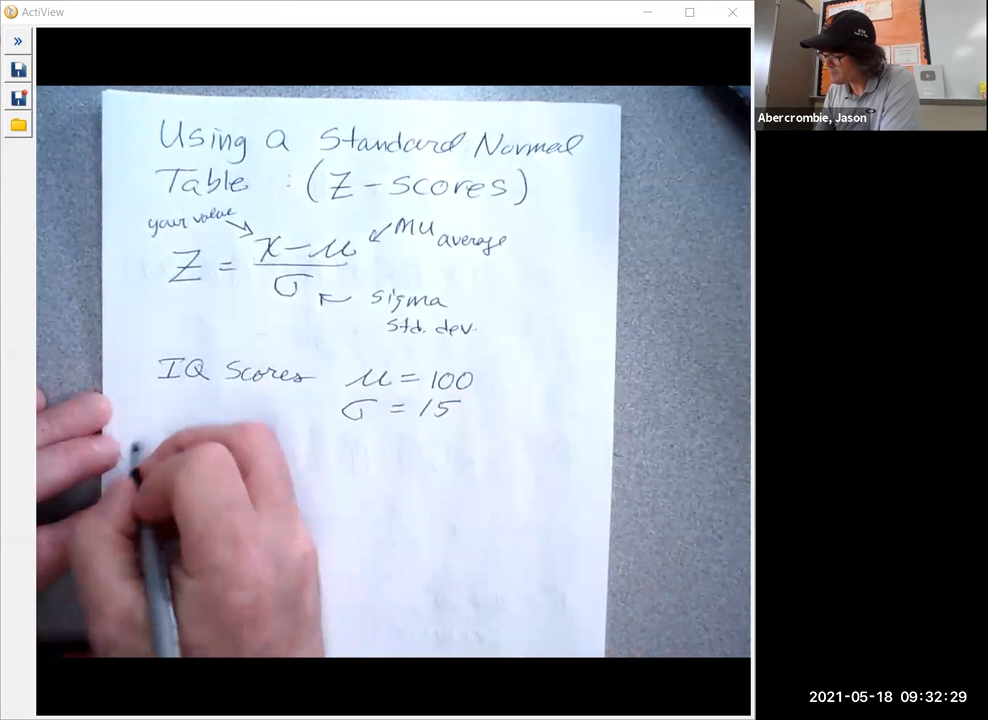 ActiView
Abercrombie, Jason
Using a Standard Normal
Table : (Z-scores)
your value
MU
average
Z = x-μ
σ
sigma
std. dev.
IQ Scores μ = 100
σ = 15
2021-05-18 09:32:29